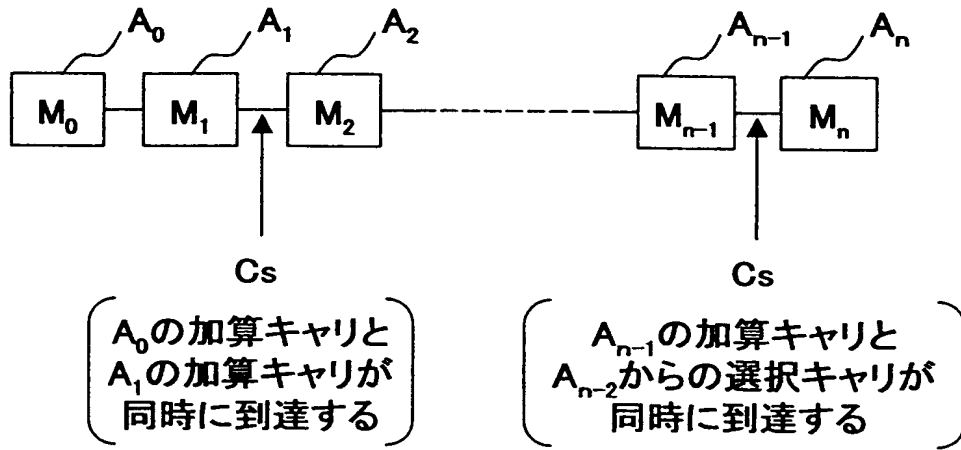 A₀ A₁ A₂ Aₙ₋₁ Aₙ
M₀ M₁ M₂ Mₙ₋₁ Mₙ
Cs Cs
A₀の加算キャリと
A₁の加算キャリが
同時に到達する
Aₙ₋₁の加算キャリと
Aₙ₋₂からの選択キャリが
同時に到達する